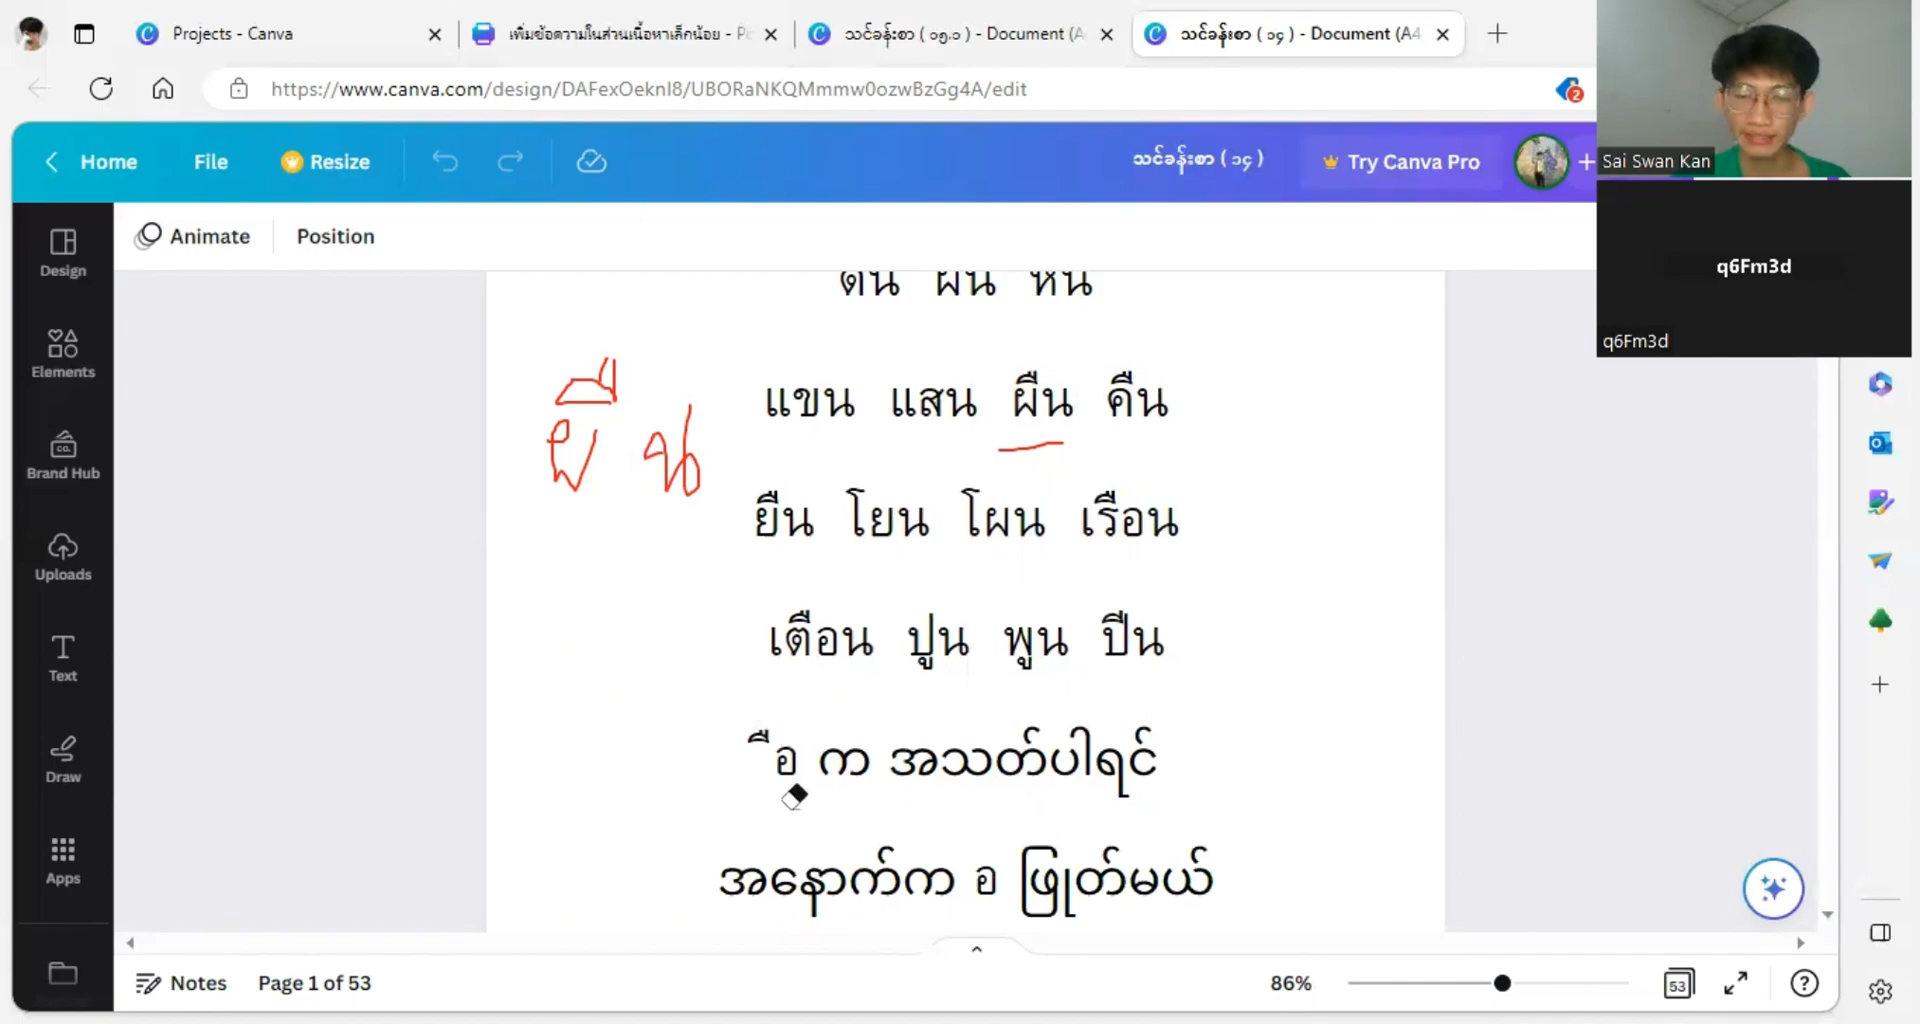 Projects - Canva
เพิ่มข้อความในส่วนเนื้อหาเล็กน้อย - Po
သင်ခန်းစာ ( ၁၅.၁ ) - Document (A
သင်ခန်းစာ ( ၁၄ ) - Document (A4
https://www.canva.com/design/DAFexOeknI8/UBORaNKQMmmw0ozwBzGg4A/edit
2
Home File Resize သင်ခန်းစာ ( ၁၄ ) Try Canva Pro
Sai Swan Kan
q6Fm3d
q6Fm3d
Animate Position
Design
Elements
Brand Hub
Uploads
Text
Draw
Apps
แขน แสน ผืน คืน
ผื น
ยืน โยน โผน เรือน
เตือน ปูน พูน ปืน
ือ က အသတ်ပါရင်
အနောက်က อ ဖြုတ်မယ်
Notes Page 1 of 53 86% 53